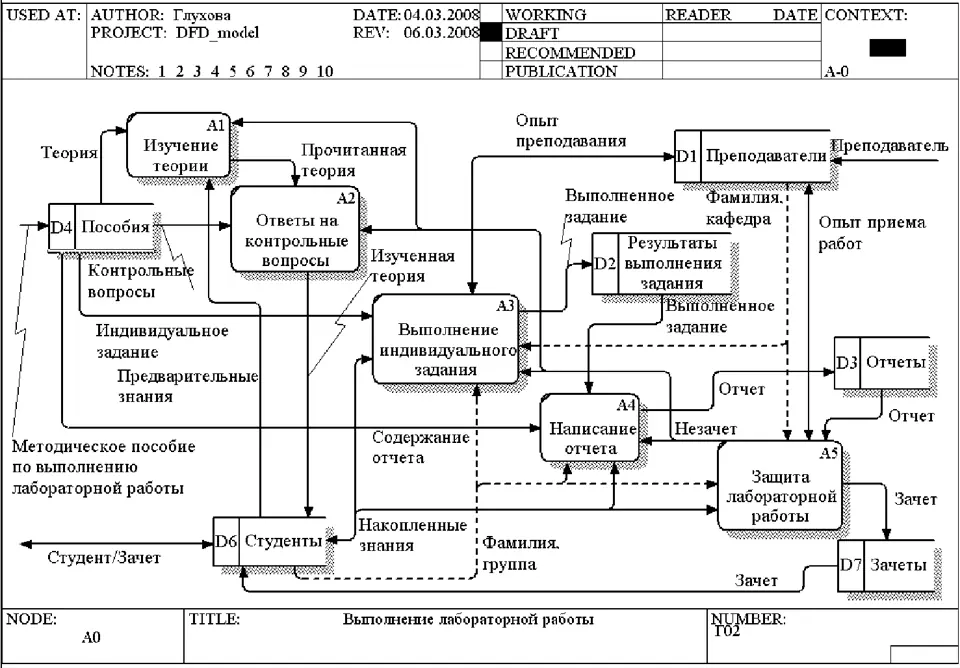 USED AT:
AUTHOR: Глухова
DATE: 04.03.2008
WORKING
READER
DATE
CONTEXT:
PROJECT: DFD_model
REV: 06.03.2008
DRAFT
RECOMMENDED
NOTES: 1 2 3 4 5 6 7 8 9 10
PUBLICATION
A-0
A1
Изучение
теории
Теория
Прочитанная
теория
Опыт
преподавания
D1
Преподаватели
Преподаватель
A2
Ответы на
контрольные
вопросы
D4
Пособия
Выполненное
задание
Фамилия,
кафедра
Опыт приема
работ
Контрольные
вопросы
Изученная
теория
D2
Результаты
выполнения
задания
A3
Выполнение
индивидуального
задания
Выполненное
задание
Индивидуальное
задание
Предварительные
знания
D3
Отчеты
Отчет
Отчет
A4
Написание
отчета
Незачет
Содержание
отчета
Методическое пособие
по выполнению
лабораторной работы
A5
Защита
лабораторной
работы
Зачет
Накопленные
знания
Фамилия,
группа
D6
Студенты
Студент/Зачет
D7
Зачеты
Зачет
NODE:
A0
TITLE:
Выполнение лабораторной работы
NUMBER:
Г02